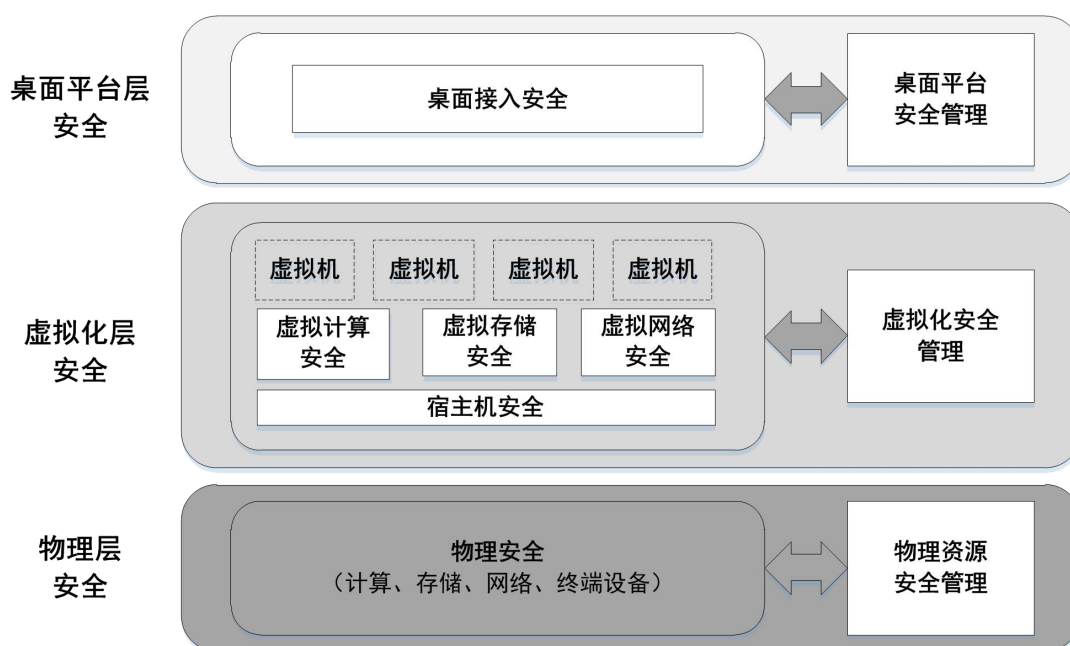 桌面平台层
安全
桌面接入安全
桌面平台
安全管理
虚拟化层
安全
虚拟机
虚拟机
虚拟机
虚拟机
虚拟计算
安全
虚拟存储
安全
虚拟网络
安全
宿主机安全
虚拟化安全
管理
物理层
安全
物理安全
（计算、存储、网络、终端设备）
物理资源
安全管理